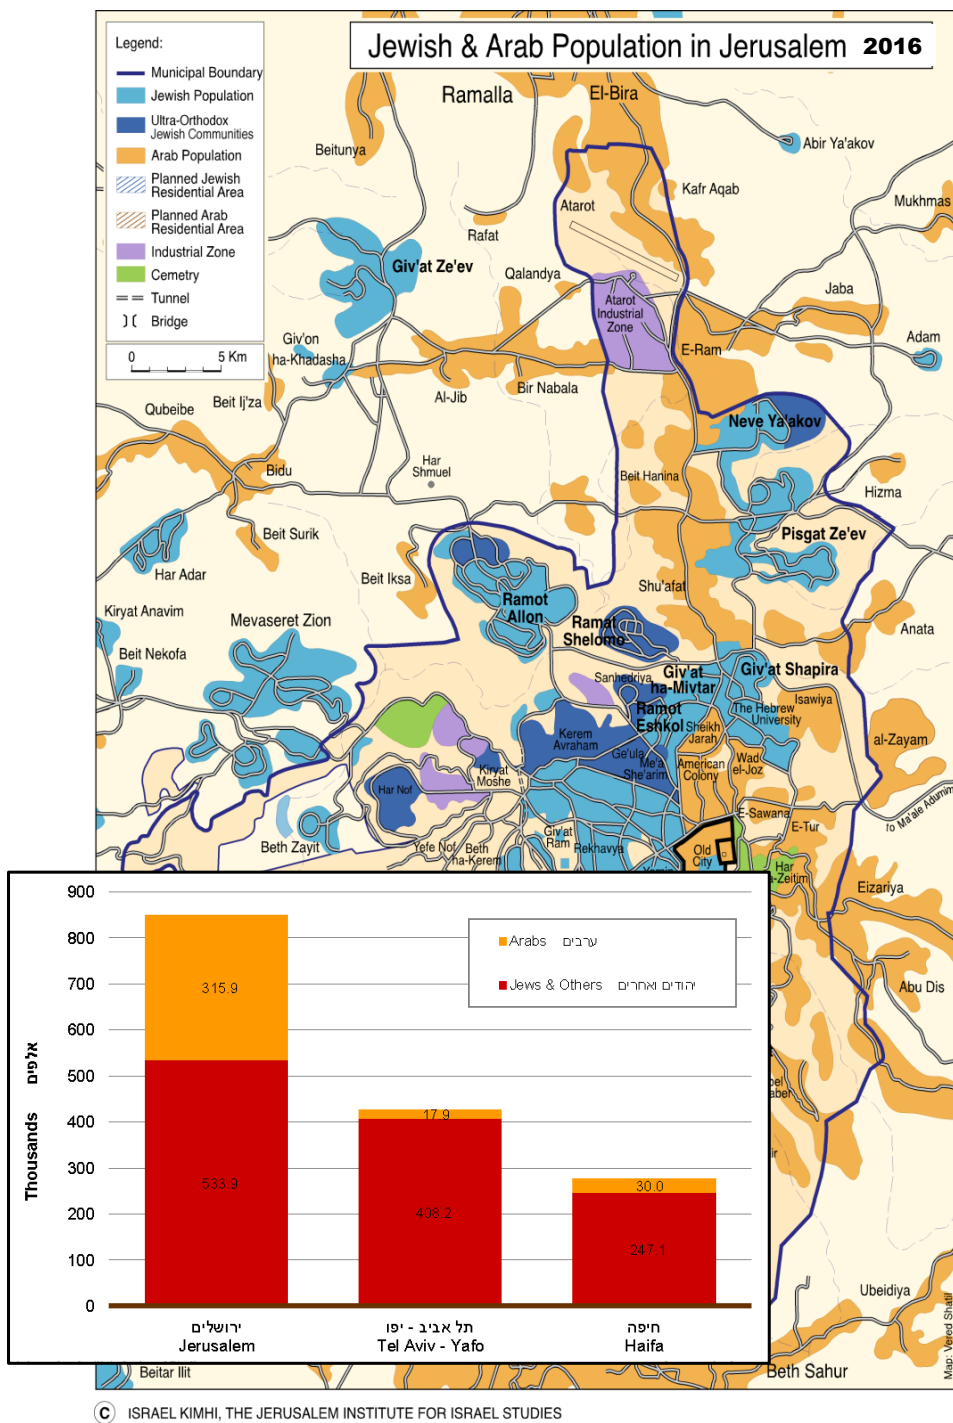 Jewish & Arab Population in Jerusalem 2016
Legend:
Municipal Boundary
Jewish Population
Ultra-Orthodox
Jewish Communities
Arab Population
Planned Jewish
Residential Area
Planned Arab
Residential Area
Industrial Zone
Cemetry
Tunnel
Bridge
0 5 Km
Ramalla
El-Bira
Beitunya
Abir Ya'akov
Kafr Aqab
Mukhmas
Atarot
Rafat
Giv'at Ze'ev
Qalandya
Jaba
Atarot
Industrial
Zone
Giv'on
ha-Khadasha
E-Ram
Adam
Al-Jib
Bir Nabala
Beit Ij'za
Qubeibe
Neve Ya'akov
Har
Shmuel
Bidu
Beit Hanina
Hizma
Beit Surik
Pisgat Ze'ev
Har Adar
Beit Iksa
Shu'afat
Ramot
Allon
Kiryat Anavim
Mevaseret Zion
Ramat
Shelomo
Anata
Beit Nekofa
Sanhedriya
Giv'at
ha-Mivtar
Giv'at Shapira
Ramot
Eshkol
The Hebrew
University
Isawiya
Kerem
Avraham
Sheikh
Jarah
al-Zayam
Ge'ula
Me'a
She'arim
American
Colony
Wad
el-Joz
Kiryat
Moshe
Har Nof
To Ma'ale Adumim
E-Sawana
E-Tur
Beth Zayit
Yefe Nof
Beth
ha-Kerem
Giv'at
Ram
Rekhavya
Old
City
Har
-Zeitim
Eizariya
900
800
700
600
500
400
300
200
100
0
Thousands אלפים
Arabs ערבים
Jews & Others יהודים ואחרים
315.9
533.9
17.9
408.2
30.0
247.1
ירושלים
Jerusalem
תל אביב - יפו
Tel Aviv - Yafo
חיפה
Haifa
Abu Dis
Ubeidiya
Beitar Ilit
Beth Sahur
Map: Vered Shatil
C ISRAEL KIMHI, THE JERUSALEM INSTITUTE FOR ISRAEL STUDIES